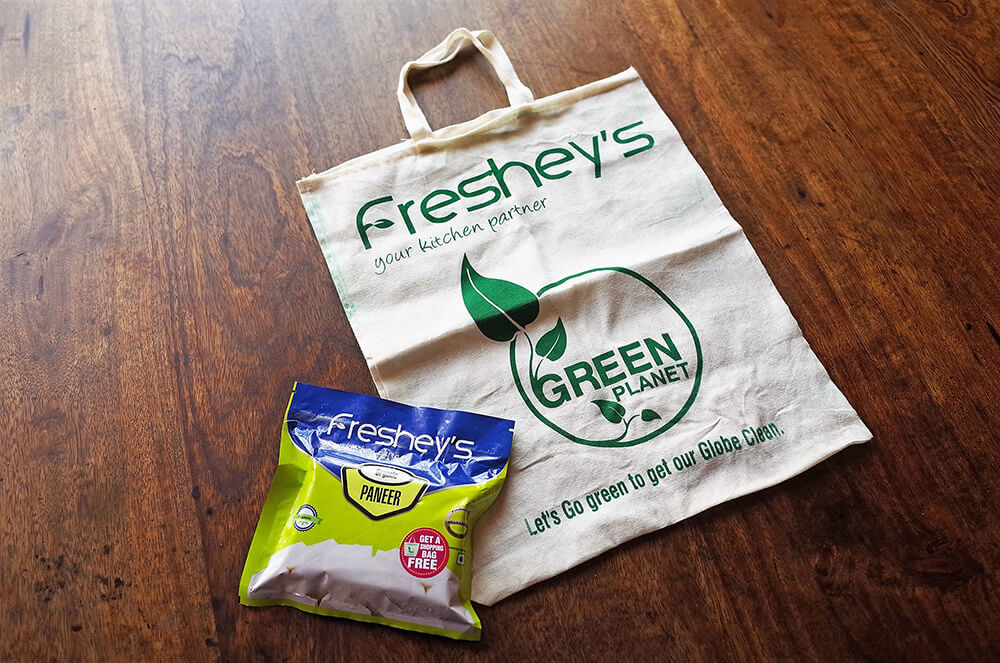 Freshey's
your kitchen partner
GREEN
PLANET
Let's Go green to get our Globe Clean.
Freshey's
PANEER
GET A
SHOPPING
BAG
FREE